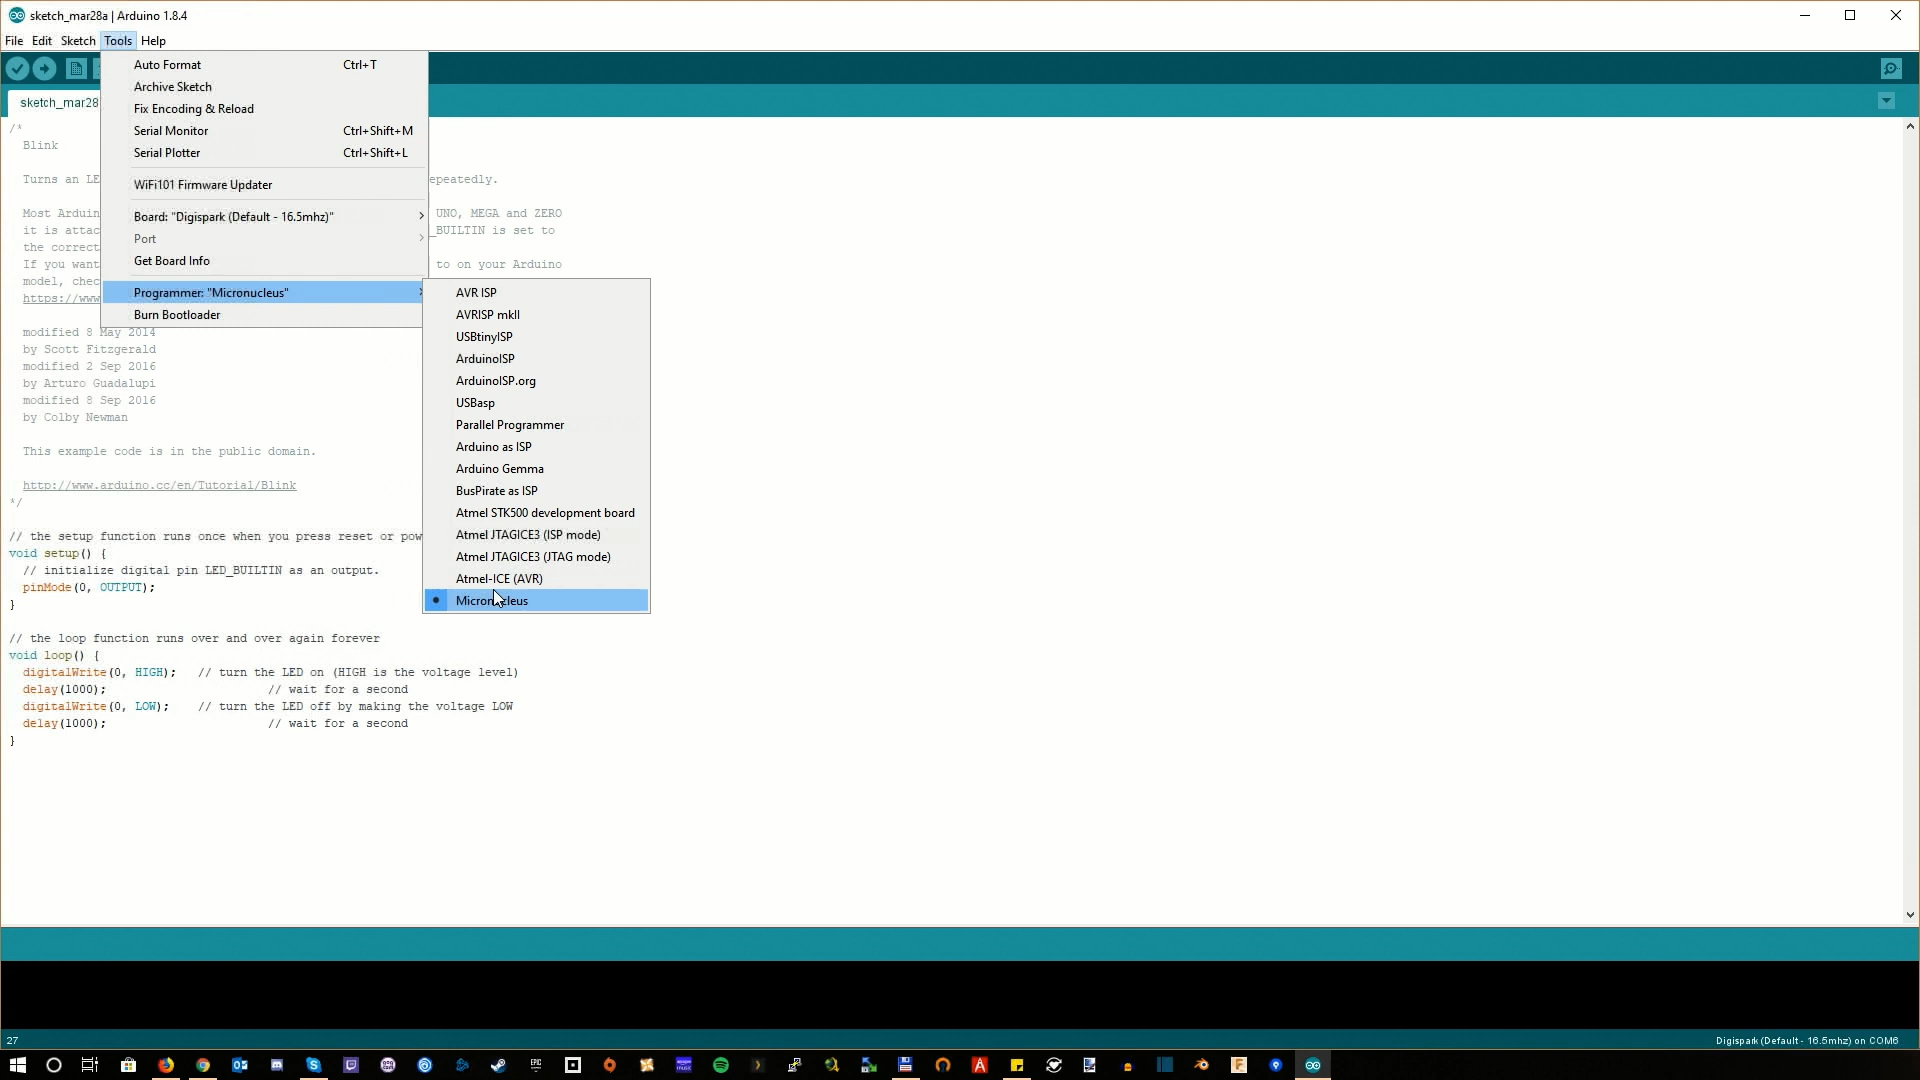 sketch_mar28a | Arduino 1.8.4
File Edit Sketch Tools Help
Auto Format Ctrl+T
Archive Sketch
Fix Encoding & Reload
Serial Monitor Ctrl+Shift+M
Serial Plotter Ctrl+Shift+L
WiFi101 Firmware Updater
Board: "Digispark (Default - 16.5mhz)"
Port
Get Board Info
Programmer: "Micronucleus"
Burn Bootloader
AVR ISP
AVRISP mkII
USBtinyISP
ArduinoISP
ArduinoISP.org
USBasp
Parallel Programmer
Arduino as ISP
Arduino Gemma
BusPirate as ISP
Atmel STK500 development board
Atmel JTAGICE3 (ISP mode)
Atmel JTAGICE3 (JTAG mode)
Atmel-ICE (AVR)
Micronucleus
sketch_mar28
/*
Blink
Turns an LE epeatedly.
Most Arduin UNO, MEGA and ZERO
it is attac _BUILTIN is set to
the correct
If you want to on your Arduino
model, chec
https://www
modified 8 May 2014
by Scott Fitzgerald
modified 2 Sep 2016
by Arturo Guadalupi
modified 8 Sep 2016
by Colby Newman
This example code is in the public domain.
http://www.arduino.cc/en/Tutorial/Blink
*/
// the setup function runs once when you press reset or pow
void setup() {
// initialize digital pin LED_BUILTIN as an output.
pinMode(0, OUTPUT);
}
// the loop function runs over and over again forever
void loop() {
digitalWrite(0, HIGH); // turn the LED on (HIGH is the voltage level)
delay(1000); // wait for a second
digitalWrite(0, LOW); // turn the LED off by making the voltage LOW
delay(1000); // wait for a second
}
27
Digispark (Default - 16.5mhz) on COM6